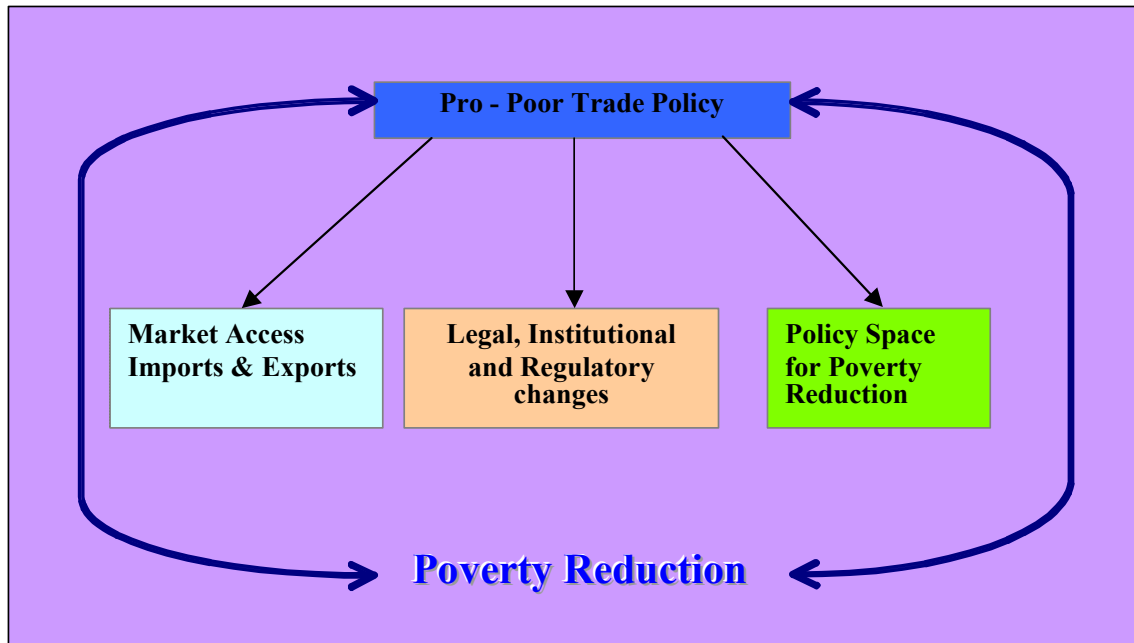 Pro - Poor Trade Policy
Market Access
Imports & Exports
Legal, Institutional
and Regulatory
changes
Policy Space
for Poverty
Reduction
Poverty Reduction